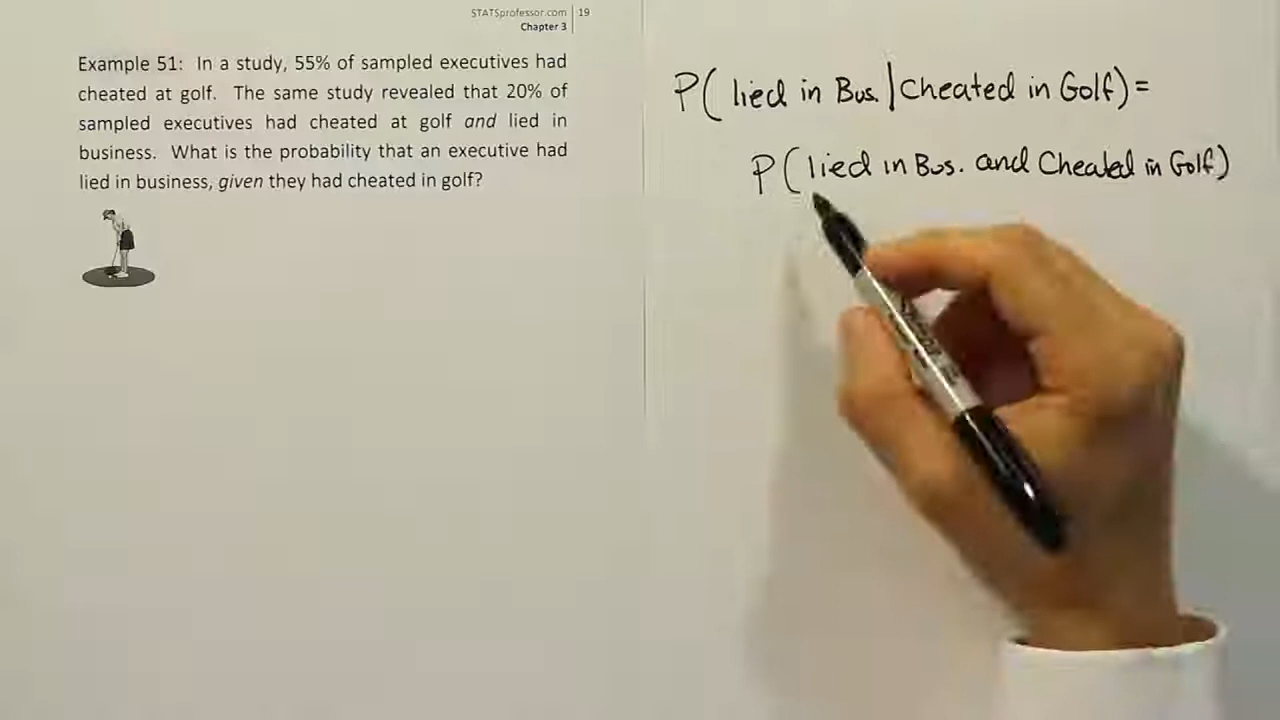 STATSprofessor.com | 19
Chapter 3
Example 51: In a study, 55% of sampled executives had
cheated at golf. The same study revealed that 20% of
sampled executives had cheated at golf and lied in
business. What is the probability that an executive had
lied in business, given they had cheated in golf?
P( lied in Bus. | Cheated in Golf) =
P( lied in Bus. and Cheated in Golf)